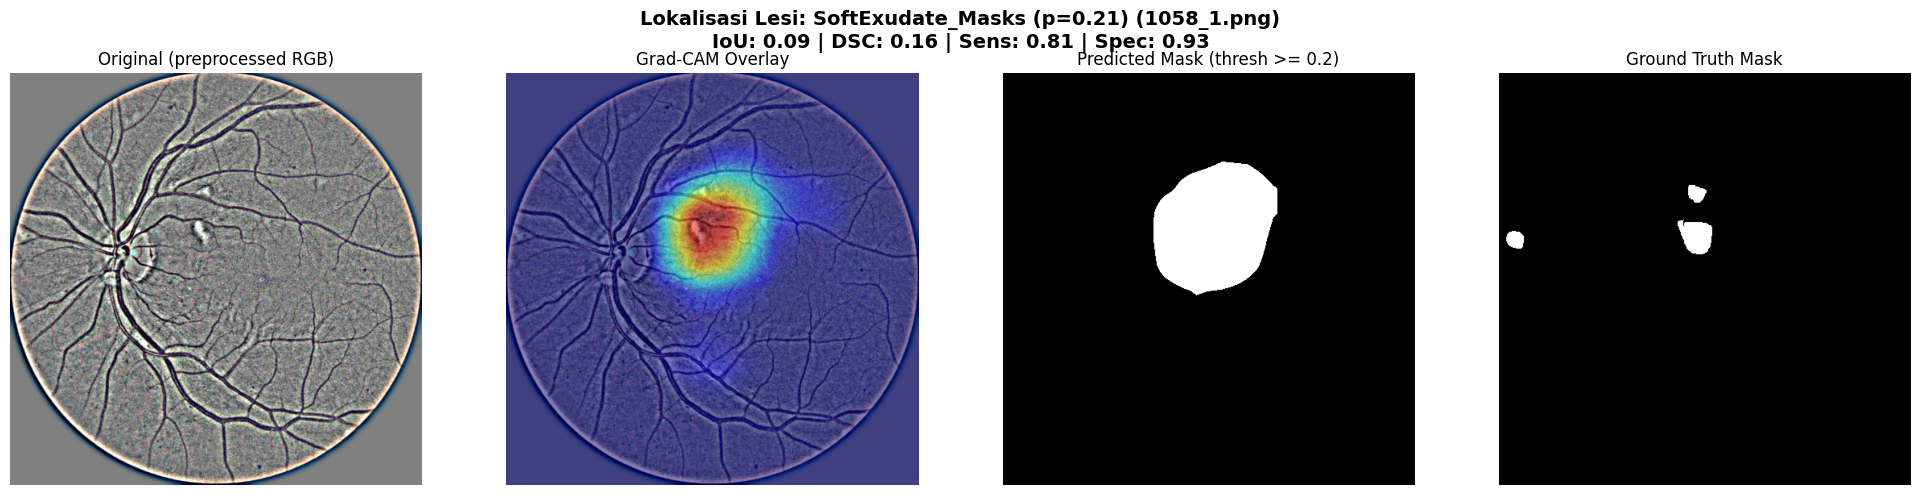 Lokalisasi Lesi: SoftExudate_Masks (p=0.21) (1058_1.png)
IoU: 0.09 | DSC: 0.16 | Sens: 0.81 | Spec: 0.93
Original (preprocessed RGB)
Grad-CAM Overlay
Predicted Mask (thresh >= 0.2)
Ground Truth Mask